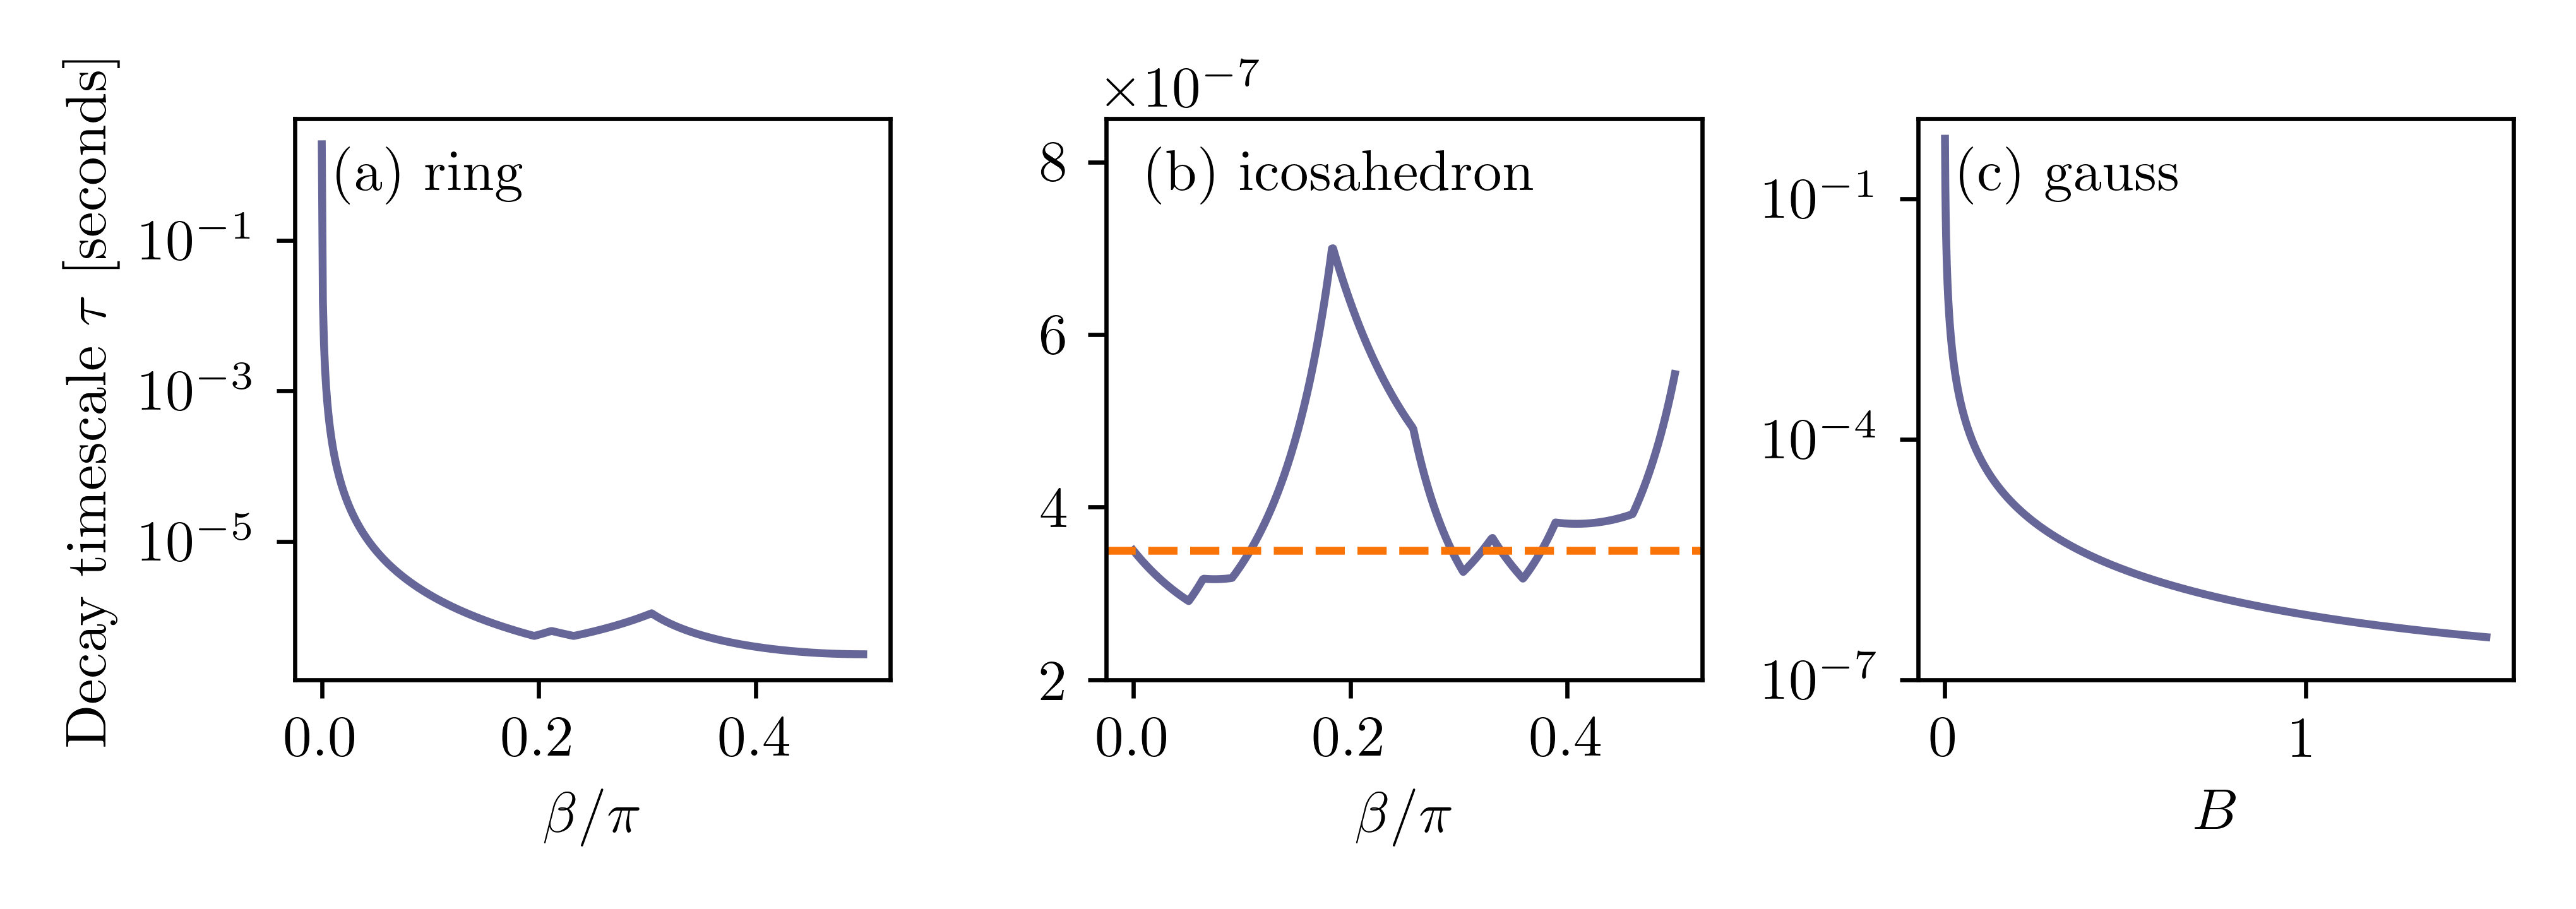 Decay timescale τ [seconds]
(a) ring
10⁻¹
10⁻³
10⁻⁵
0.0 0.2 0.4
β/π
×10⁻⁷
(b) icosahedron
8
6
4
2
0.0 0.2 0.4
β/π
(c) gauss
10⁻¹
10⁻⁴
10⁻⁷
0 1
B